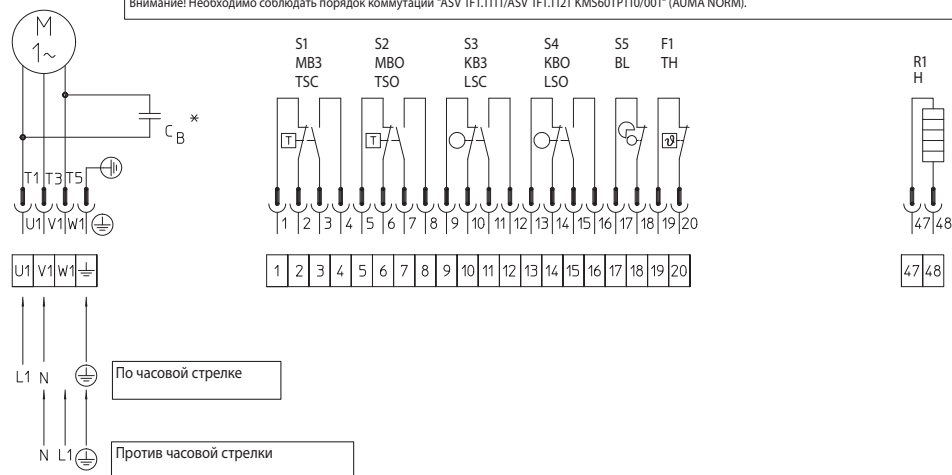 Внимание! Необходимо соблюдать порядок коммутации "ASV 1F1.1111/ASV 1F1.1121 KMS601P110/001" (AUMA NORM).
M
1~
C B *
T1 T3 T5
U1 V1 W1
U1 V1 W1
L1 N
По часовой стрелке
N L1
Против часовой стрелки
S1
MB3
TSC
S2
MBO
TSO
S3
KB3
LSC
S4
KBO
LSO
S5
BL
F1
TH
R1
H
T T ϑ
1 2 3 4 5 6 7 8 9 10 11 12 13 14 15 16 17 18 19 20
47 48
1 2 3 4 5 6 7 8 9 10 11 12 13 14 15 16 17 18 19 20
47 48